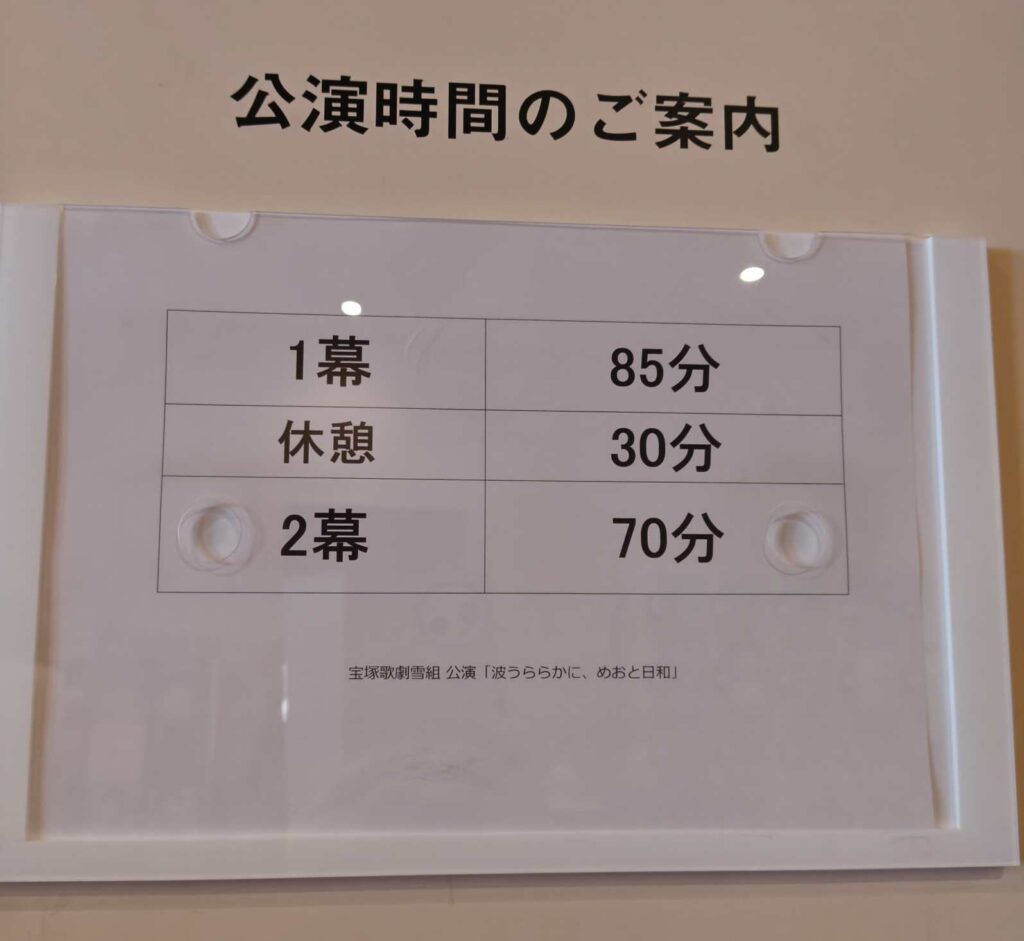 公演時間のご案内
1幕 85分
休憩 30分
2幕 70分
宝塚歌劇雪組 公演「波うららかに、めおと日和」